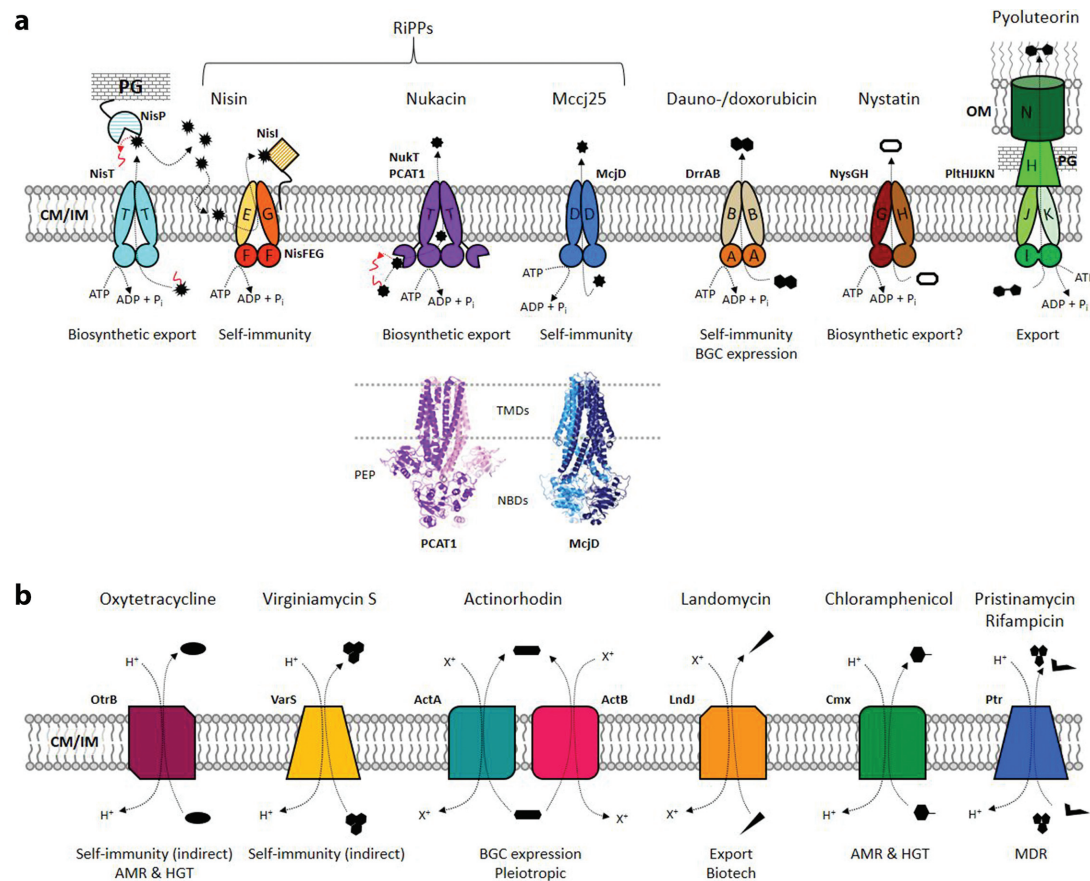 a
RiPPs
Pyoluteorin
PG
Nisin
Nukacin
Mccj25
Dauno-/doxorubicin
Nystatin
NisP
NisI
OM
N
NisT
NukT
PCAT1
McjD
DrrAB
NysGH
PltHIJKN
H
PG
CM/IM
T T
E G
T T
D D
B B
G H
J K
F F
NisFEG
A A
I
ATP
ADP + Pi
ATP
ADP + Pi
ATP
ADP + Pi
ATP
ADP + Pi
ATP
ADP + Pi
ATP
ADP + Pi
ATP
ADP + Pi
Biosynthetic export
Self-immunity
Biosynthetic export
Self-immunity
Self-immunity
BGC expression
Biosynthetic export?
Export
TMDs
PEP
NBDs
PCAT1
McjD
b
Oxytetracycline
Virginiamycin S
Actinorhodin
Landomycin
Chloramphenicol
Pristinamycin
Rifampicin
H+
H+
X+
X+
X+
H+
H+
OtrB
VarS
ActA
ActB
LndJ
Cmx
Ptr
CM/IM
H+
H+
X+
X+
X+
H+
H+
Self-immunity (indirect)
AMR & HGT
Self-immunity (indirect)
BGC expression
Pleiotropic
Export
Biotech
AMR & HGT
MDR